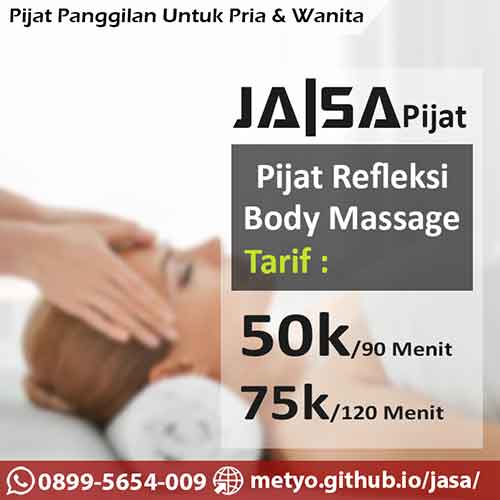 Pijat Panggilan Untuk Pria & Wanita
JA|SA Pijat
Pijat Refleksi
Body Massage
Tarif :
50k/90 Menit
75k/120 Menit
0899-5654-009 metyo.github.io/jasa/